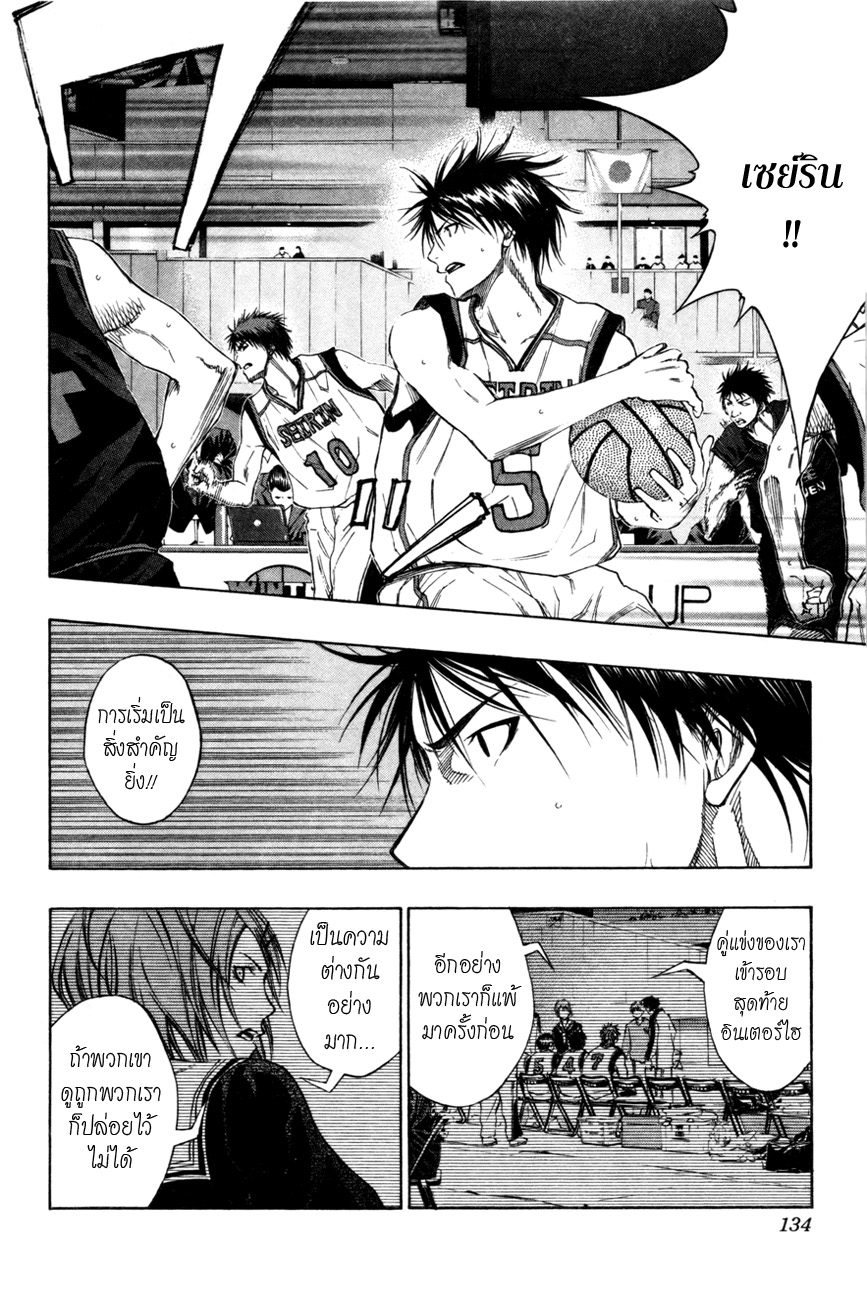 เซย์ริน
!!
SEIRIN
10
SEIRIN
5
WINT
UP
การเริ่มเป็น
สิ่งสำคัญ
ยิ่ง!!
คู่แข่งของเรา
เข้ารอบ
สุดท้าย
อินเตอร์ไฮ
อีกอย่าง
พวกเราก็แพ้
มาครั้งก่อน
5
4
7
เป็นความ
ต่างกัน
อย่าง
มาก...
ถ้าพวกเขา
ดูถูกพวกเรา
ก็ปล่อยไว้
ไม่ได้
134